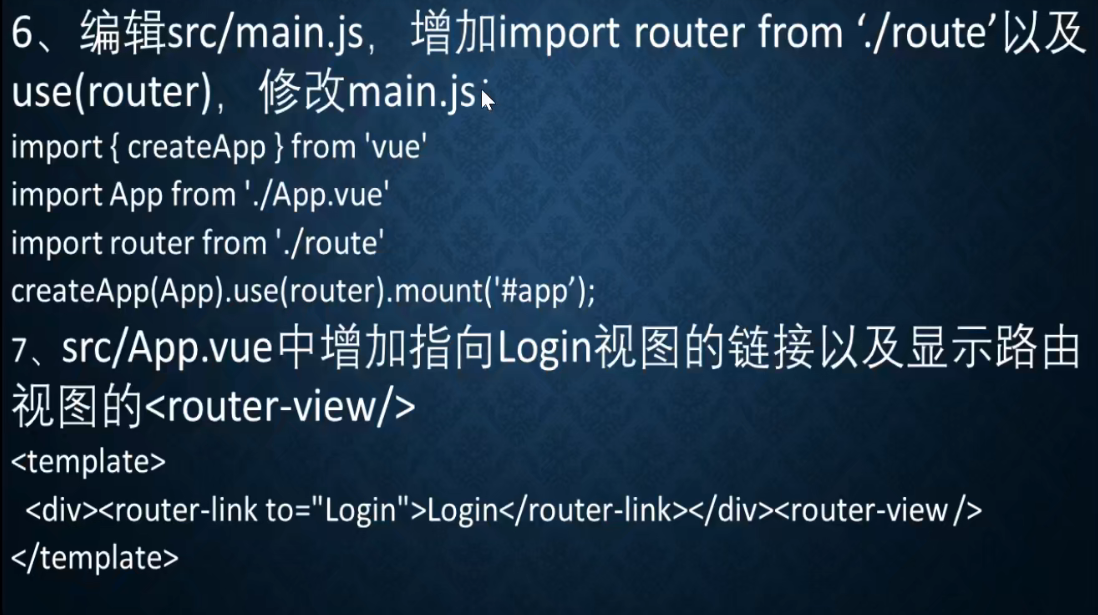 6、编辑src/main.js，增加import router from ‘./route’以及
use(router)，修改main.js:
import { createApp } from 'vue'
import App from './App.vue'
import router from './route'
createApp(App).use(router).mount('#app’);
7、src/App.vue中增加指向Login视图的链接以及显示路由
视图的<router-view/>
<template>
<div><router-link to="Login">Login</router-link></div><router-view />
</template>